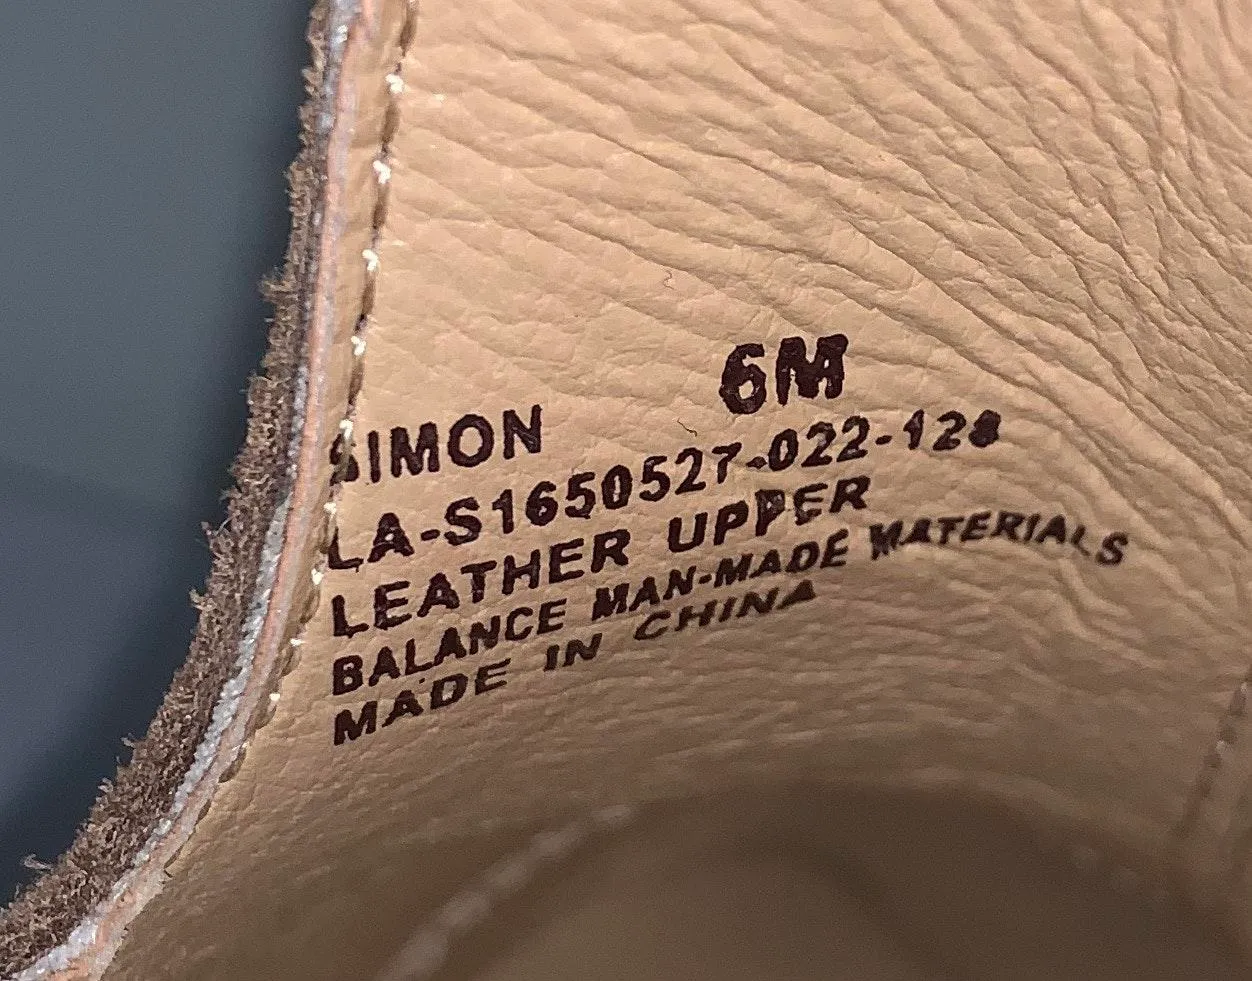 6M
SIMON
LA-S1650527-022-128
LEATHER UPPER
BALANCE MAN-MADE MATERIALS
MADE IN CHINA